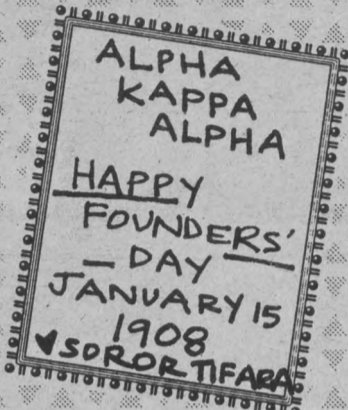 ALPHA
KAPPA
ALPHA
HAPPY
FOUNDERS'
DAY
JANUARY 15
1908
♥SOROR TIFARA